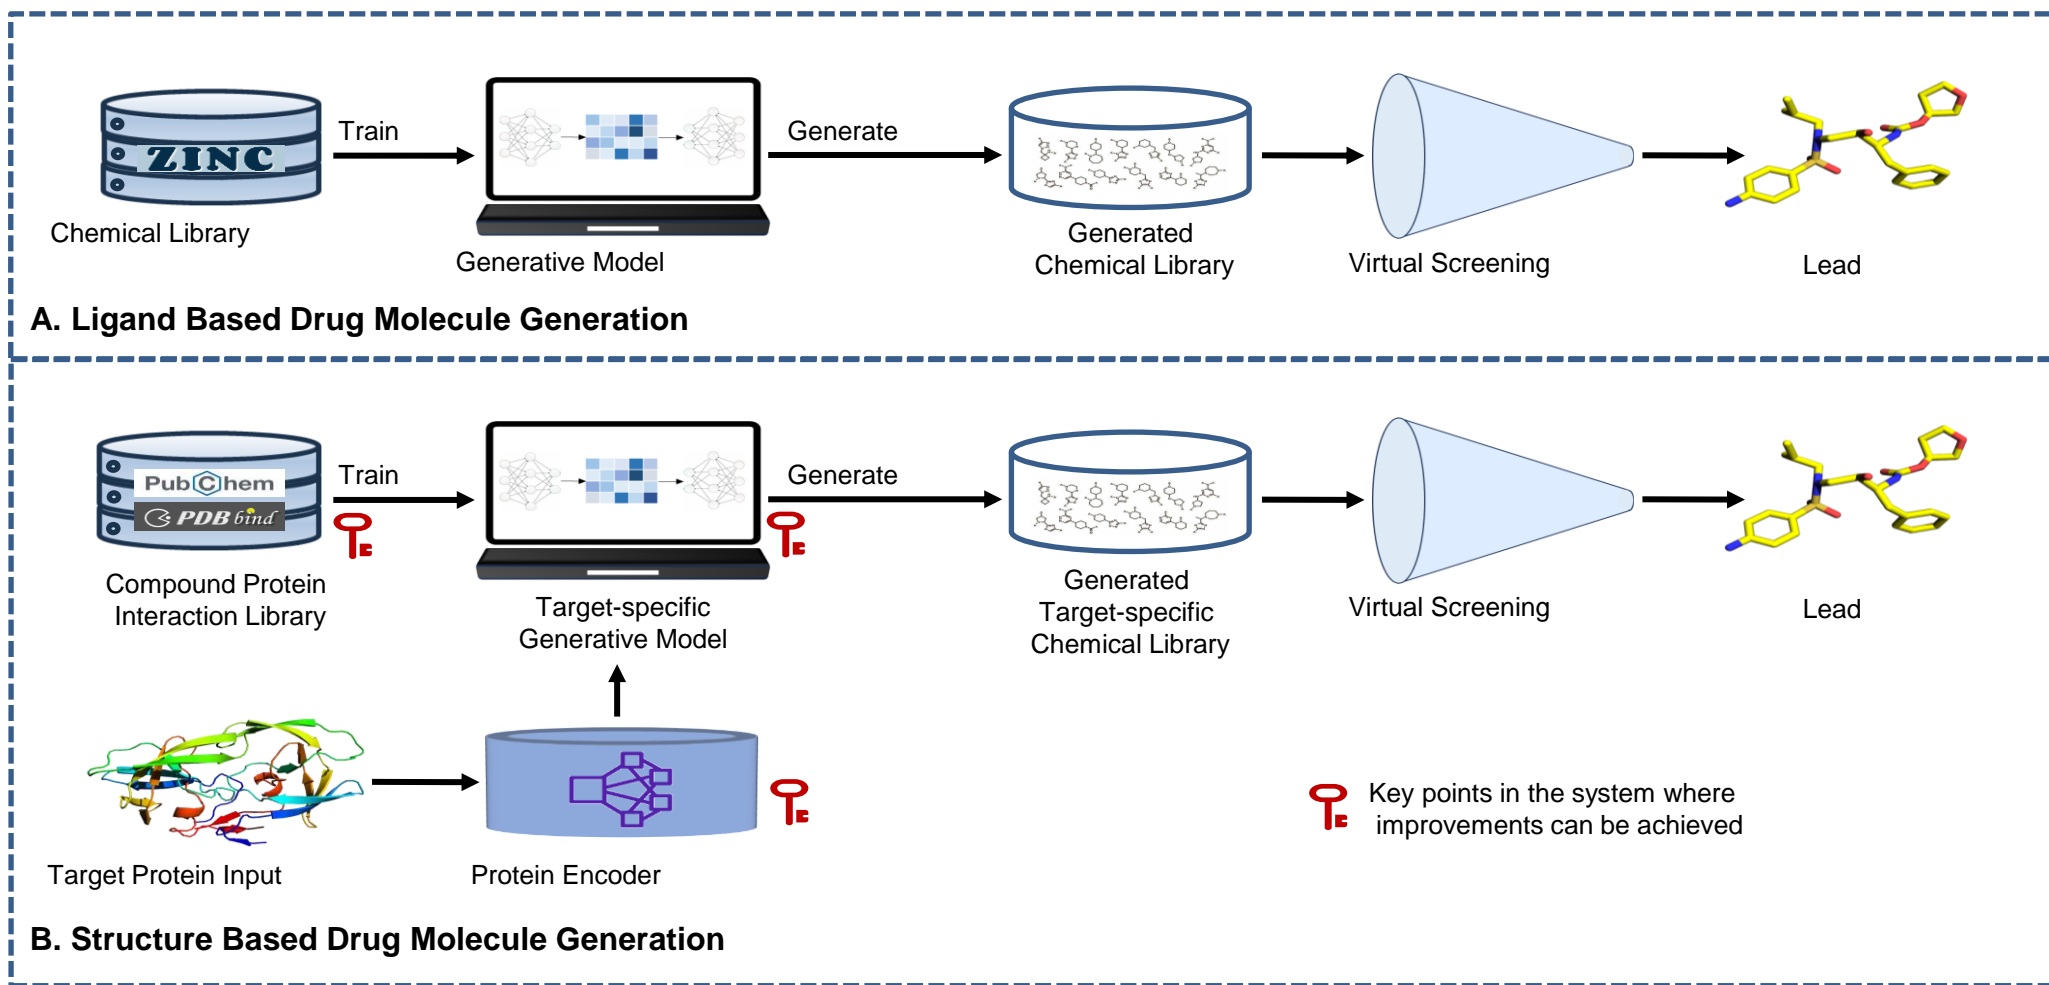 ZINC
Train
Generate
Chemical Library
Generative Model
Generated
Chemical Library
Virtual Screening
Lead
A. Ligand Based Drug Molecule Generation
PubChem
PDBbind
Train
Generate
Compound Protein
Interaction Library
Target-specific
Generative Model
Generated
Target-specific
Chemical Library
Virtual Screening
Lead
Key points in the system where
improvements can be achieved
Target Protein Input
Protein Encoder
B. Structure Based Drug Molecule Generation